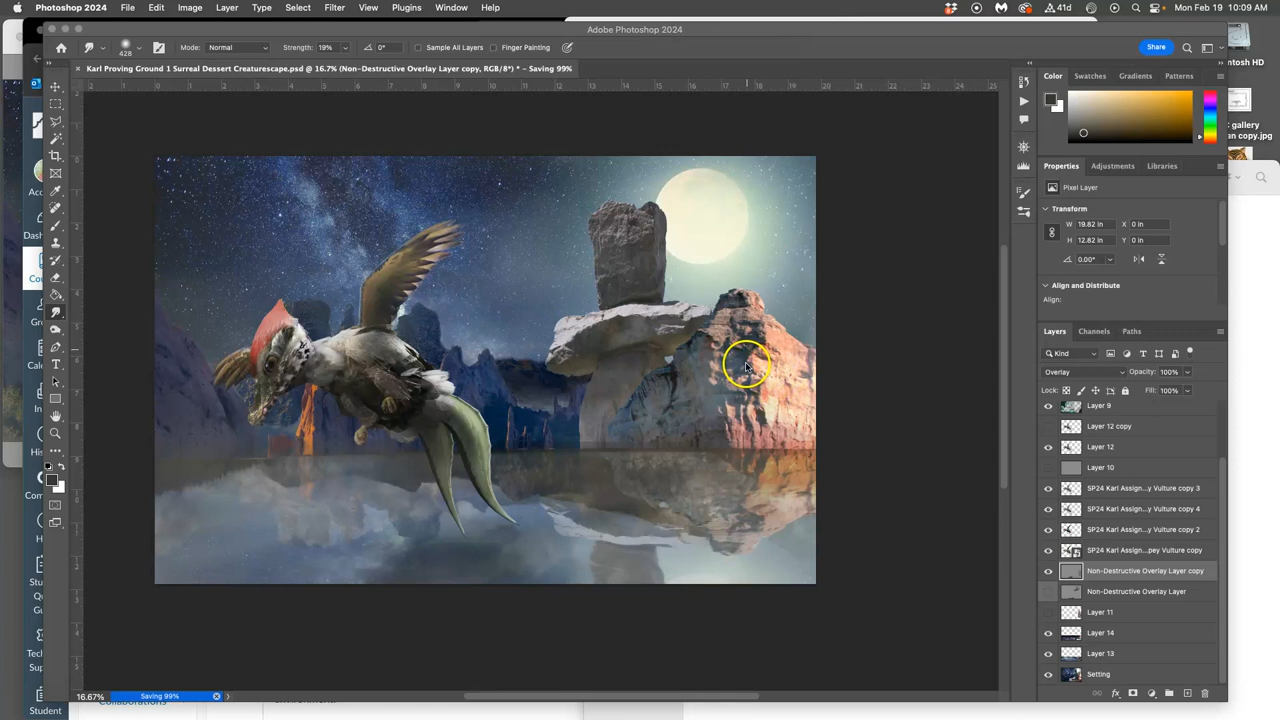 Photoshop 2024 File Edit Image Layer Type Select Filter View Plugins Window Help 41d Mon Feb 19 10:09 AM
Adobe Photoshop 2024
428 Mode: Normal Strength: 19% 0° Sample All Layers Finger Painting Share
Karl Proving Ground 1 Surreal Dessert Creaturescape.psd @ 16.7% (Non-Destructive Overlay Layer copy, RGB/8*) * – Saving 99%
Color Swatches Gradients Patterns
Properties Adjustments Libraries
Pixel Layer
Transform
W 19.82 in X 0 in
H 12.82 in Y 0 in
0.00°
Align and Distribute
Align:
Layers Channels Paths
Kind
Overlay Opacity: 100%
Lock: Fill: 100%
Layer 9
Layer 12 copy
Layer 12
Layer 10
SP24 Karl Assign...y Vulture copy 3
SP24 Karl Assign...y Vulture copy 4
SP24 Karl Assign...y Vulture copy 2
SP24 Karl Assign...pey Vulture copy
Non-Destructive Overlay Layer copy
Non-Destructive Overlay Layer
Layer 11
Layer 14
Layer 13
Setting
16.67% Saving 99%
Student
ntosh HD
gallery
an copy.jpg